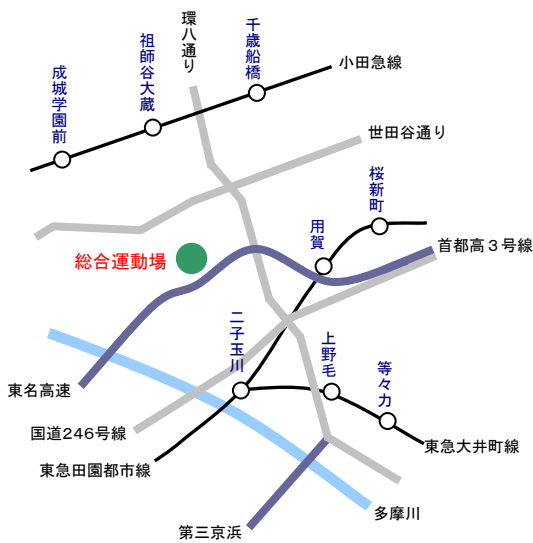 環八通り
千歳船橋
祖師谷大蔵
成城学園前
小田急線
世田谷通り
桜新町
用賀
首都高3号線
総合運動場
二子玉川
上野毛
等々力
東名高速
国道246号線
東急田園都市線
東急大井町線
多摩川
第三京浜